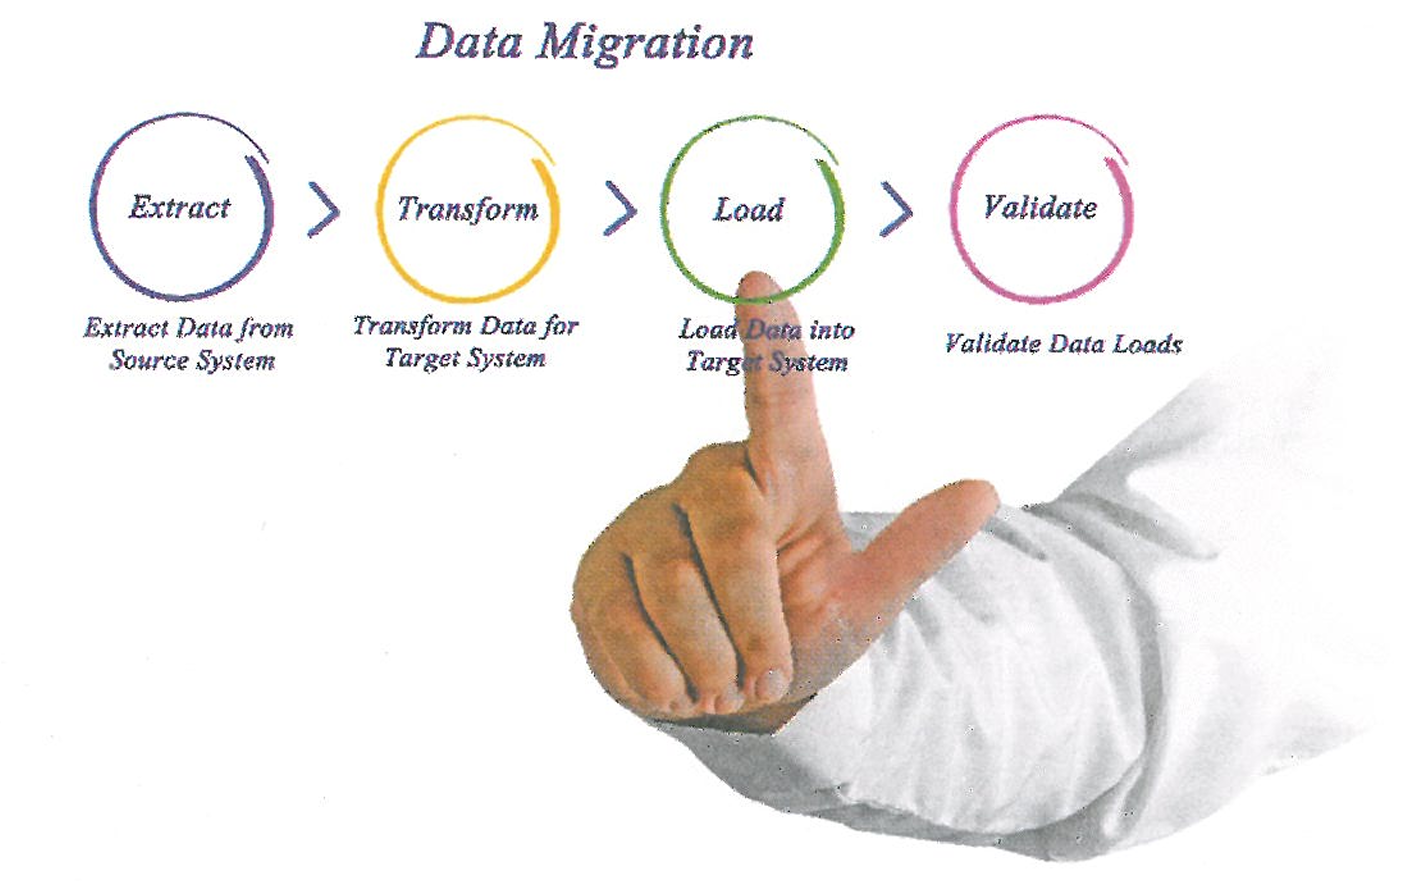 Data Migration
Extract
>
Transform
>
Load
>
Validate
Extract Data from
Source System
Transform Data for
Target System
Load Data into
Target System
Validate Data Loads